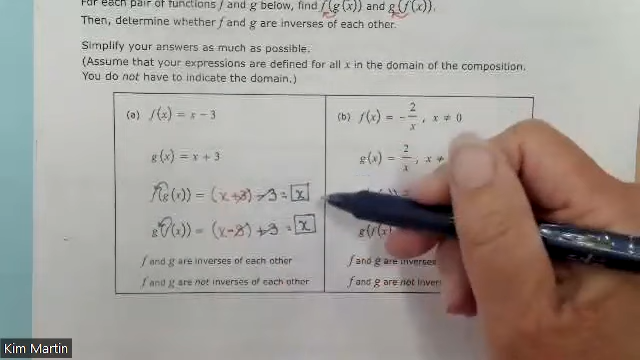 For each pair of functions f and g below, find f(g(x)) and g(f(x)).
Then, determine whether f and g are inverses of each other.
Simplify your answers as much as possible.
(Assume that your expressions are defined for all x in the domain of the composition.
You do not have to indicate the domain.)
(a) f(x) = x − 3
g(x) = x + 3
f(g(x)) = (x+3) −3 = x
g(f(x)) = (x−3) +3 = x
f and g are inverses of each other
f and g are not inverses of each other
(b) f(x) = −2/x, x ≠ 0
g(x) = 2/x, x ≠
g(f(x)
f and g are inverses
f and g are not inver
Kim Martin